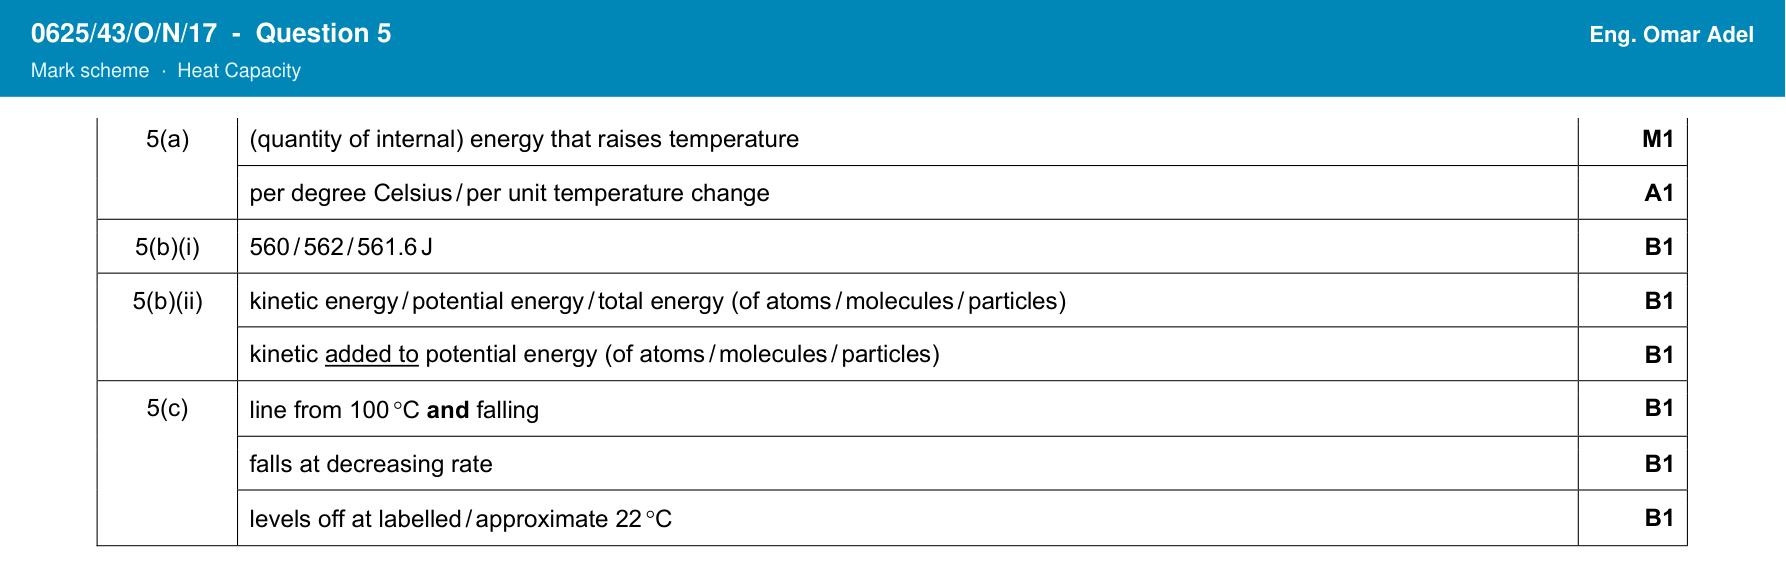 0625/43/O/N/17 - Question 5
Eng. Omar Adel
Mark scheme · Heat Capacity
5(a) (quantity of internal) energy that raises temperature M1
per degree Celsius/per unit temperature change A1
5(b)(i) 560/562/561.6 J B1
5(b)(ii) kinetic energy/potential energy/total energy (of atoms/molecules/particles) B1
kinetic added to potential energy (of atoms/molecules/particles) B1
5(c) line from 100 °C and falling B1
falls at decreasing rate B1
levels off at labelled/approximate 22 °C B1